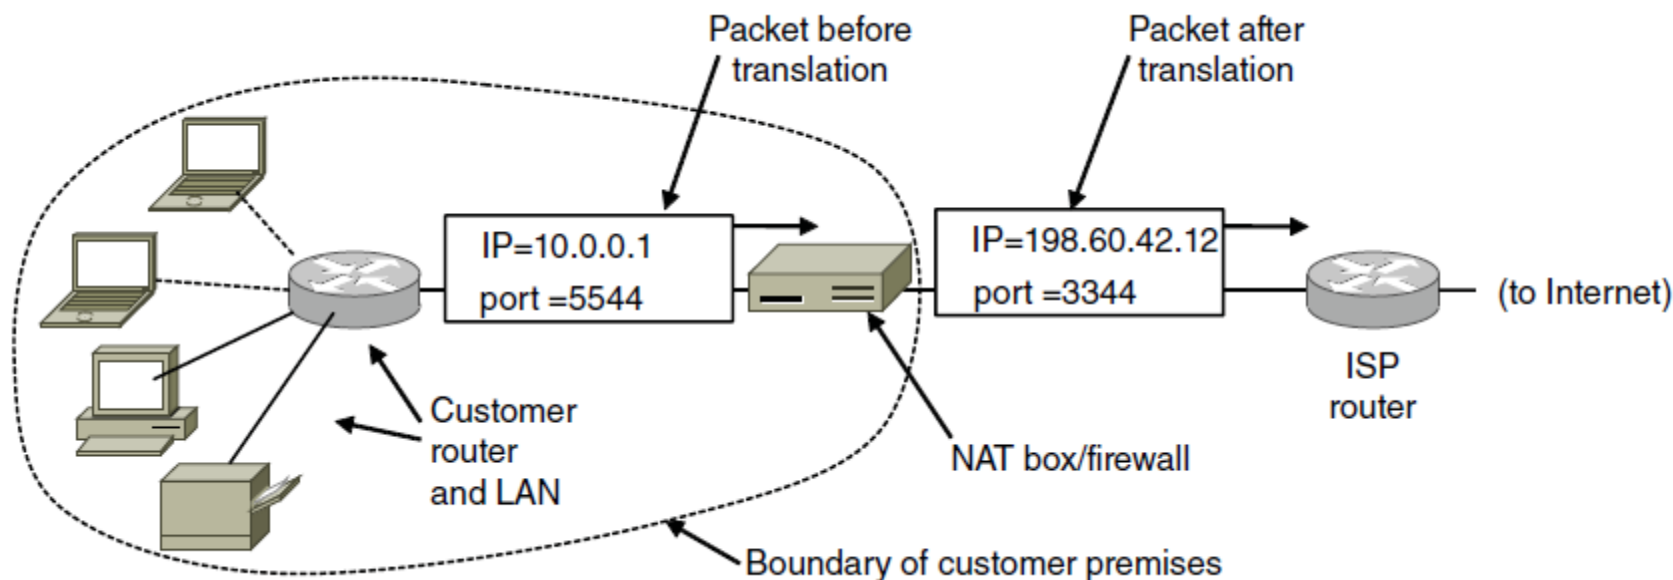 Packet before
translation
Packet after
translation
IP=10.0.0.1
port =5544
IP=198.60.42.12
port =3344
(to Internet)
ISP
router
Customer
router
and LAN
NAT box/firewall
Boundary of customer premises